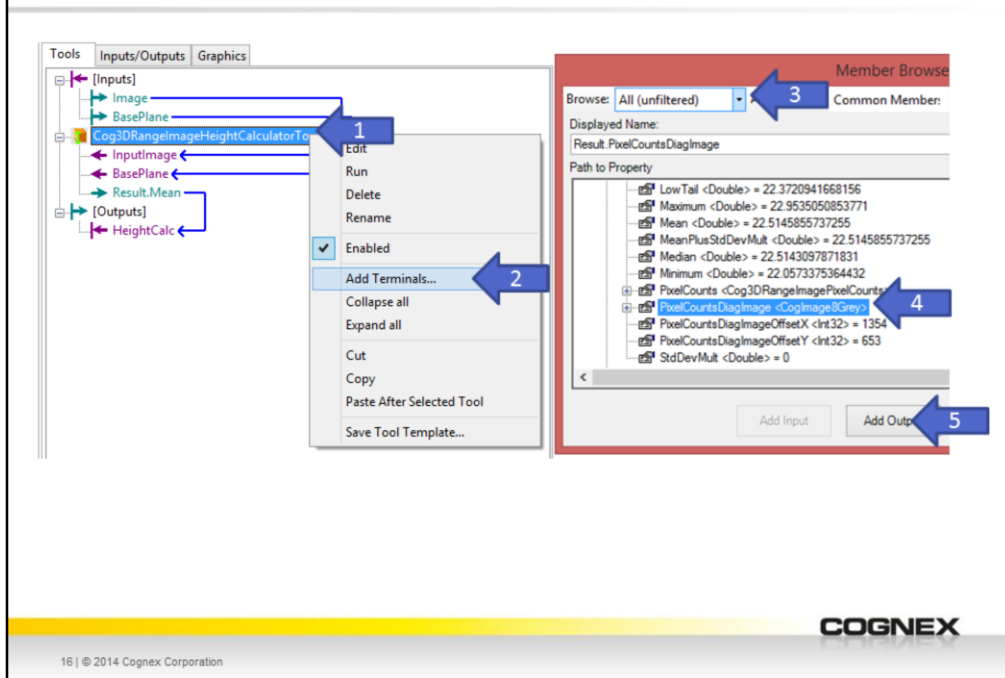 Tools Inputs/Outputs Graphics
[Inputs]
Image
BasePlane
Cog3DRangeImageHeightCalculatorTo
InputImage
BasePlane
Result.Mean
[Outputs]
HeightCalc
1
Edit
Run
Delete
Rename
Enabled
Add Terminals...
2
Collapse all
Expand all
Cut
Copy
Paste After Selected Tool
Save Tool Template...
Member Browse
Browse: All (unfiltered) 3 Common Members
Displayed Name:
Result.PixelCountsDiagImage
Path to Property
LowTail <Double> = 22.3720941668156
Maximum <Double> = 22.9535050853771
Mean <Double> = 22.5145855737255
MeanPlusStdDevMult <Double> = 22.5145855737255
Median <Double> = 22.5143097871831
Minimum <Double> = 22.0573375364432
PixelCounts <Cog3DRangeImagePixelCounts>
PixelCountsDiagImage <CogImage8Grey>
4
PixelCountsDiagImageOffsetX <Int32> = 1354
PixelCountsDiagImageOffsetY <Int32> = 653
StdDevMult <Double> = 0
Add Input Add Outp 5
COGNEX
16 | © 2014 Cognex Corporation